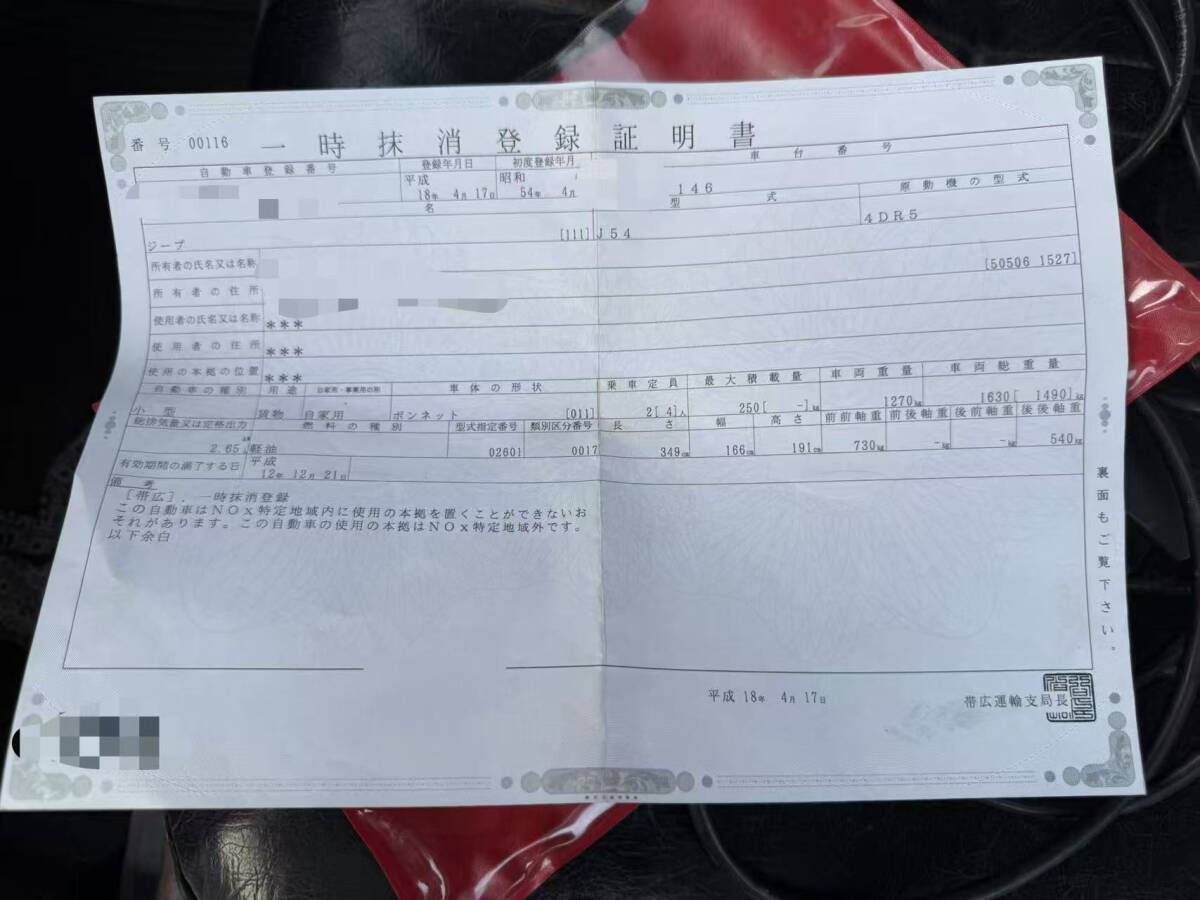 番号 00116 一時抹消登録証明書
自動車登録番号 登録年月日 初度登録年月 車台番号
平成 18年 4月 17日 昭和 54年 4月 146
名 型式 原動機の型式
ジープ [111] J54 4DR5
所有者の氏名又は名称 [50506 1527]
所有者の住所
使用者の氏名又は名称 ***
使用者の住所 ***
使用の本拠の位置 ***
自動車の種別 用途 自家用・事業用の別 車体の形状 乗車定員 最大積載量 車両重量 車両総重量
小型 貨物 自家用 ボンネット [011] 2[ 4]人 250[ -]kg 1270kg 1630[ 1490]kg
総排気量又は定格出力 燃料の種別 型式指定番号 類別区分番号 長さ 幅 高さ 前前軸重 前後軸重 後前軸重 後後軸重
2.65 軽油 02601 0017 349cm 166cm 191cm 730kg -kg -kg 540kg
有効期間の満了する日 平成 12年 12月 21日
備考
[帯広],一時抹消登録
この自動車はNOx特定地域内に使用の本拠を置くことができないお
それがあります。この自動車の使用の本拠はNOx特定地域外です。
以下余白
裏面もご覧下さい。
平成 18年 4月 17日 帯広運輸支局長